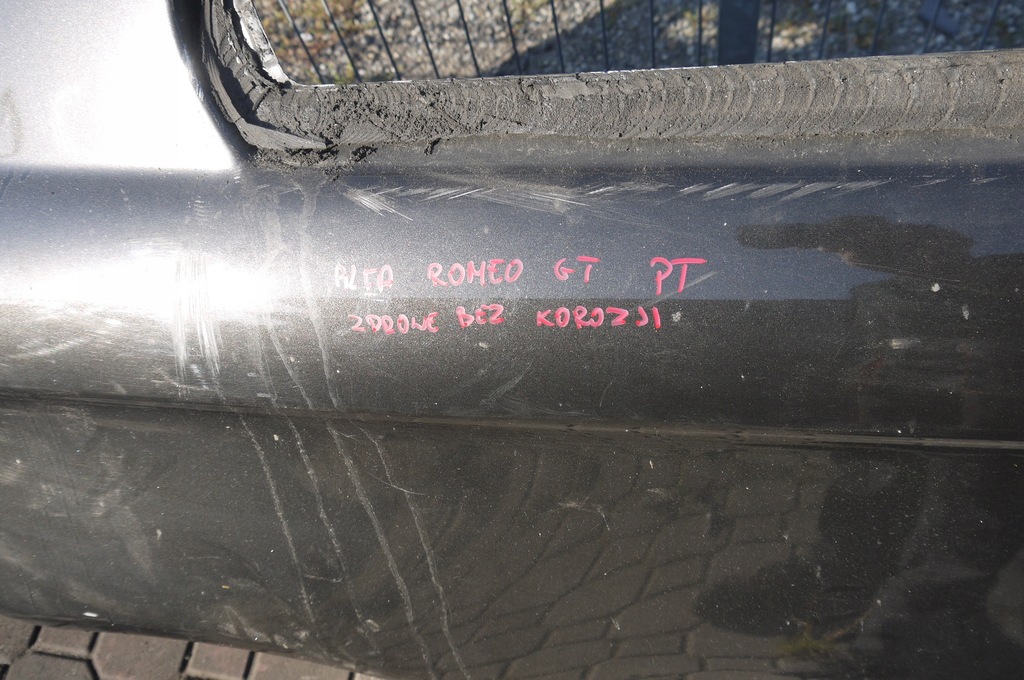 ALFA ROMEO GT PT
ZDROWE BEZ KOROZJI